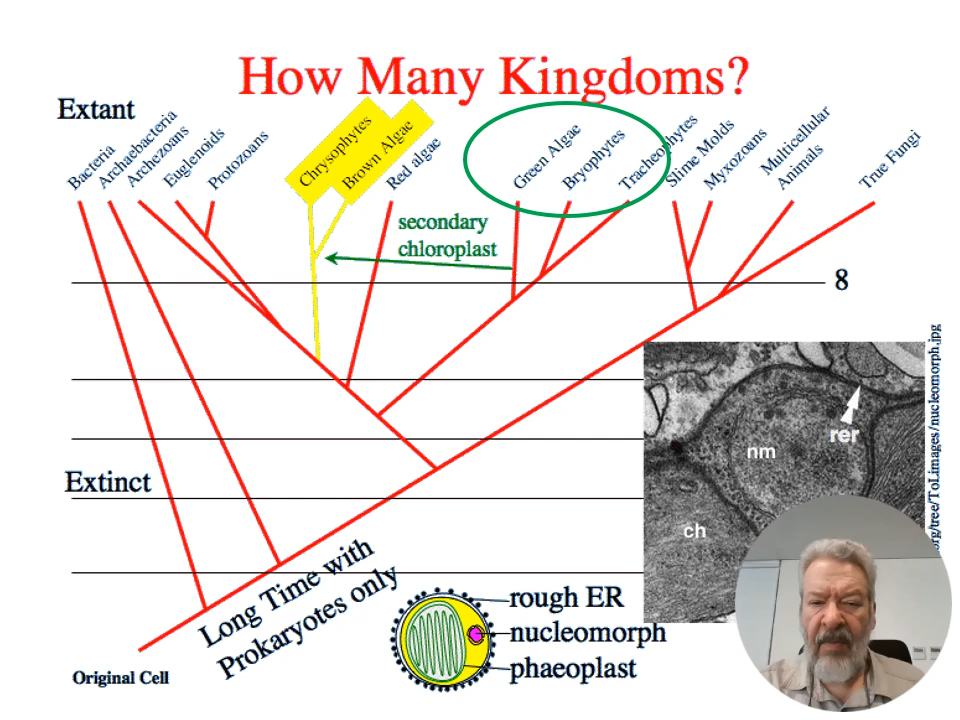 How Many Kingdoms?
Extant
Bacteria
Archaebacteria
Archezoans
Euglenoids
Protozoans
Chrysophytes
Brown Algae
Red algae
Green Algae
Bryophytes
Tracheophytes
Slime Molds
Myxozoans
Multicellular
Animals
True Fungi
secondary
chloroplast
8
Extinct
Long Time with
Prokaryotes only
Original Cell
rough ER
nucleomorph
phaeoplast
rer
nm
ch
org/tree/ToLimages/nucleomorph.jpg